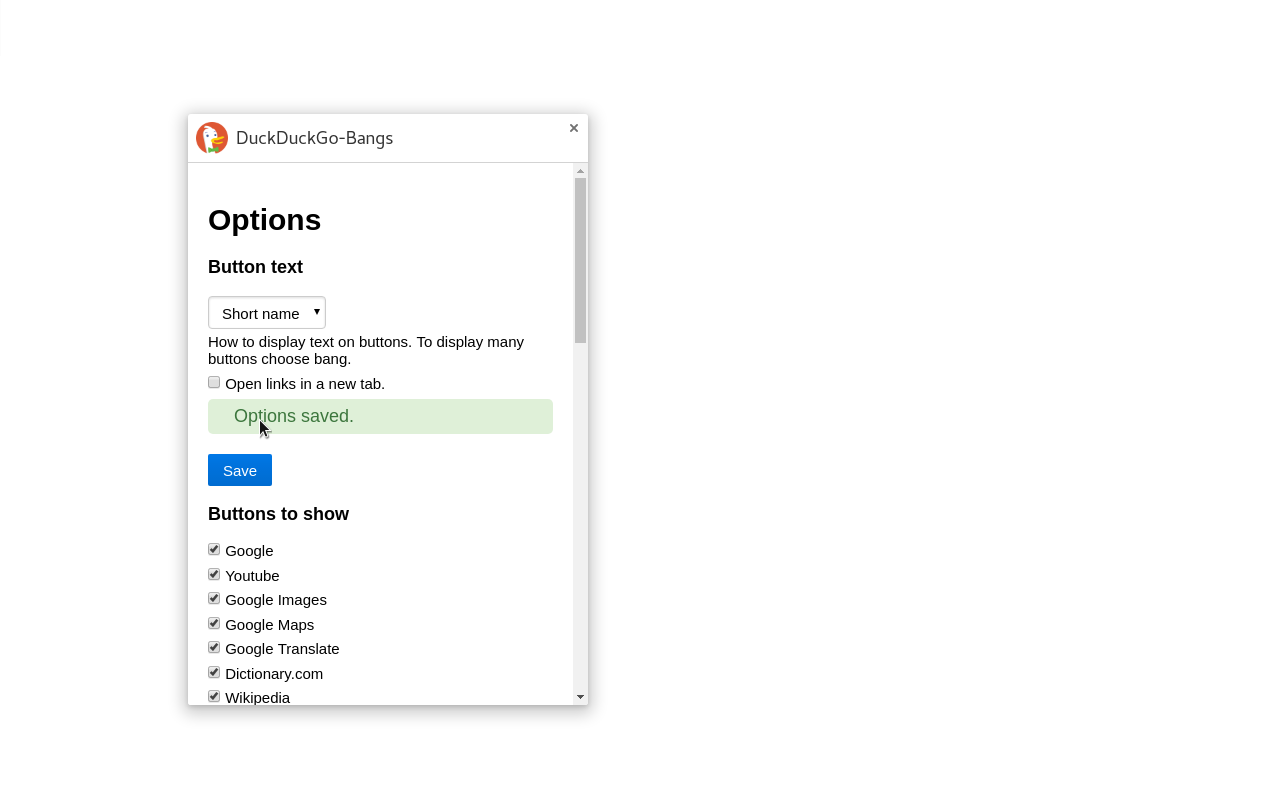 DuckDuckGo-Bangs
×
Options
Button text
Short name
How to display text on buttons. To display many
buttons choose bang.
Open links in a new tab.
Options saved.
Save
Buttons to show
Google
Youtube
Google Images
Google Maps
Google Translate
Dictionary.com
Wikipedia